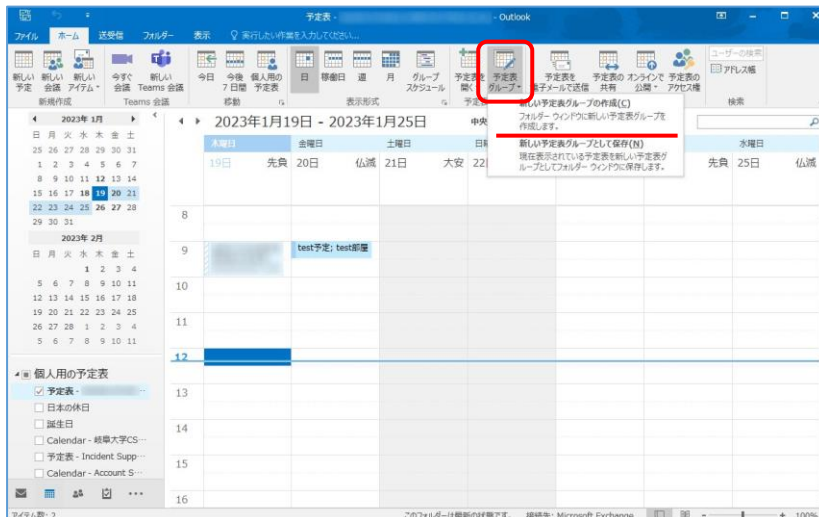 予定表 -
- Outlook
ファイル ホーム 送受信 フォルダー 表示 実行したい作業を入力してください...
新しい予定
新しい会議
新しいアイテム
今すぐ会議
新しい Teams 会議
今日
今後 7 日間
個人用の予定表
日
稼働日
週
月
グループ スケジュール
予定表を開く
予定表グループ
予定表を電子メールで送信
予定表の共有
オンラインで公開
予定表のアクセス権
ユーザーの検索
アドレス帳
新規作成 Teams 会議 移動 表示形式 検索
新しい予定表グループの作成(C)
フォルダー ウィンドウに新しい予定表グループを
作成します。
新しい予定表グループとして保存(N)
現在表示されている予定表を新しい予定表グ
ループとしてフォルダー ウィンドウに保存します。
2023年 1月
日 月 火 水 木 金 土
25 26 27 28 29 30 31
1 2 3 4 5 6 7
8 9 10 11 12 13 14
15 16 17 18 19 20 21
22 23 24 25 26 27 28
29 30 31
2023年 2月
日 月 火 水 木 金 土
1 2 3 4
5 6 7 8 9 10 11
12 13 14 15 16 17 18
19 20 21 22 23 24 25
26 27 28 1 2 3 4
5 6 7 8 9 10 11
個人用の予定表
予定表 -
日本の休日
誕生日
Calendar - 岐阜大学CS…
予定表 - Incident Supp…
Calendar - Account S…
2023年1月19日 - 2023年1月25日
木曜日 金曜日 土曜日 水曜日
19日 先負 20日 仏滅 21日 大安 先負 25日 仏滅
8
9
test予定; test部屋
10
11
12
13
14
15
16
アイテム数: 2
このフォルダーは最新の状態です。 接続先: Microsoft Exchange
100%